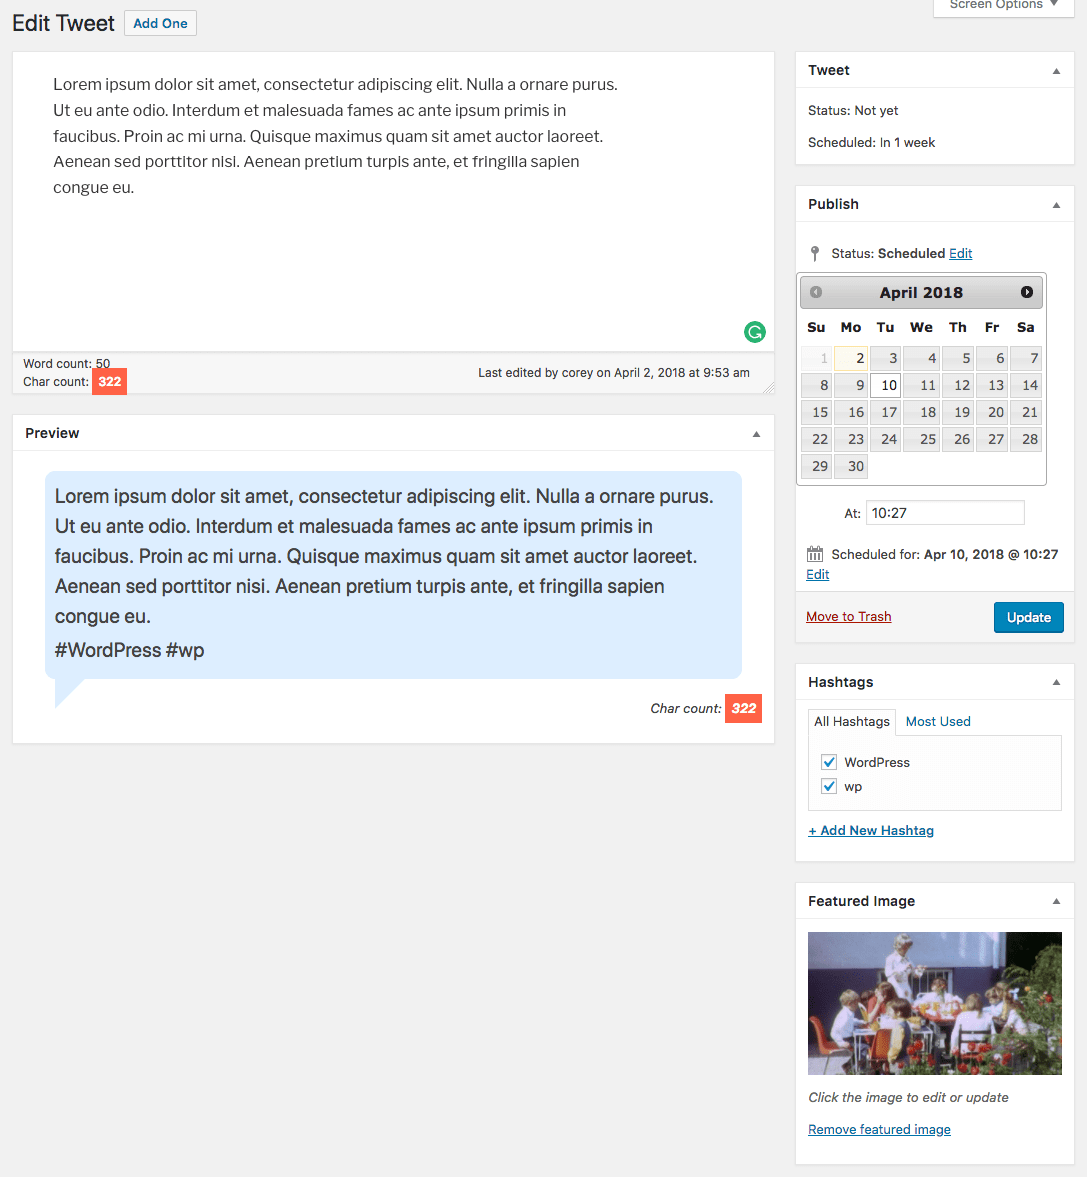 Screen Options
Edit Tweet
Add One
Lorem ipsum dolor sit amet, consectetur adipiscing elit. Nulla a ornare purus.
Ut eu ante odio. Interdum et malesuada fames ac ante ipsum primis in
faucibus. Proin ac mi urna. Quisque maximus quam sit amet auctor laoreet.
Aenean sed porttitor nisi. Aenean pretium turpis ante, et fringilla sapien
congue eu.
Word count: 50
Char count: 322
Last edited by corey on April 2, 2018 at 9:53 am
Preview
Lorem ipsum dolor sit amet, consectetur adipiscing elit. Nulla a ornare purus.
Ut eu ante odio. Interdum et malesuada fames ac ante ipsum primis in
faucibus. Proin ac mi urna. Quisque maximus quam sit amet auctor laoreet.
Aenean sed porttitor nisi. Aenean pretium turpis ante, et fringilla sapien
congue eu.
#WordPress #wp
Char count: 322
Tweet
Status: Not yet
Scheduled: In 1 week
Publish
Status: Scheduled Edit
April 2018
Su Mo Tu We Th Fr Sa
1 2 3 4 5 6 7
8 9 10 11 12 13 14
15 16 17 18 19 20 21
22 23 24 25 26 27 28
29 30
At: 10:27
Scheduled for: Apr 10, 2018 @ 10:27
Edit
Move to Trash
Update
Hashtags
All Hashtags Most Used
WordPress
wp
+ Add New Hashtag
Featured Image
Click the image to edit or update
Remove featured image